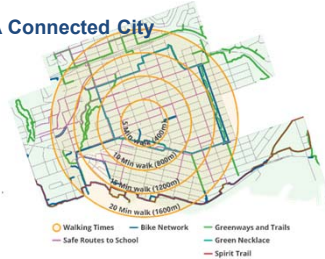 A Connected City
5 Min walk (400m)
10 Min walk (800m)
15 Min walk (1200m)
20 Min walk (1600m)
Walking Times
Bike Network
Greenways and Trails
Safe Routes to School
Green Necklace
Spirit Trail